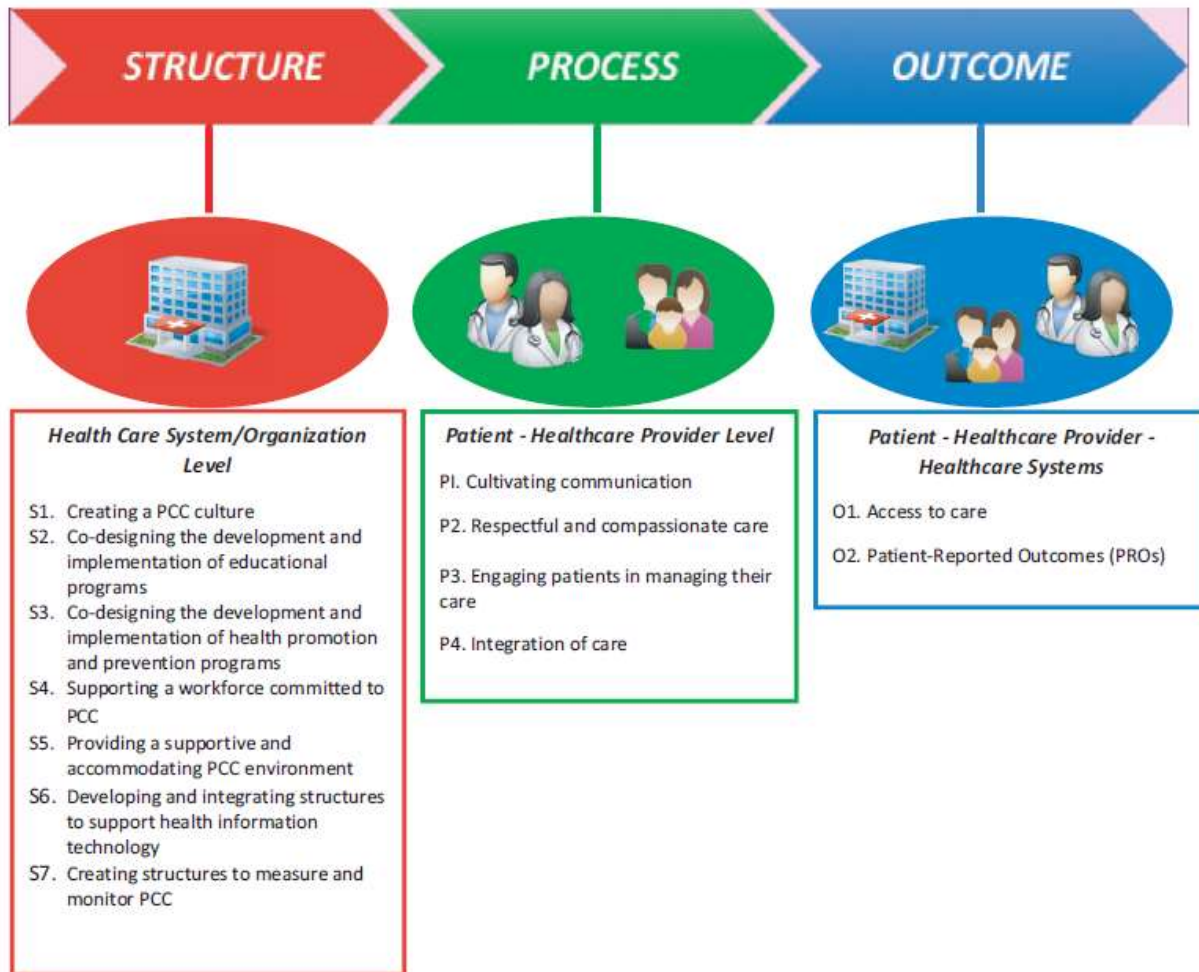 STRUCTURE
PROCESS
OUTCOME
Health Care System/Organization
Level
S1. Creating a PCC culture
S2. Co-designing the development and
implementation of educational
programs
S3. Co-designing the development and
implementation of health promotion
and prevention programs
S4. Supporting a workforce committed to
PCC
S5. Providing a supportive and
accommodating PCC environment
S6. Developing and integrating structures
to support health information
technology
S7. Creating structures to measure and
monitor PCC
Patient - Healthcare Provider Level
PI. Cultivating communication
P2. Respectful and compassionate care
P3. Engaging patients in managing their
care
P4. Integration of care
Patient - Healthcare Provider -
Healthcare Systems
O1. Access to care
O2. Patient-Reported Outcomes (PROs)